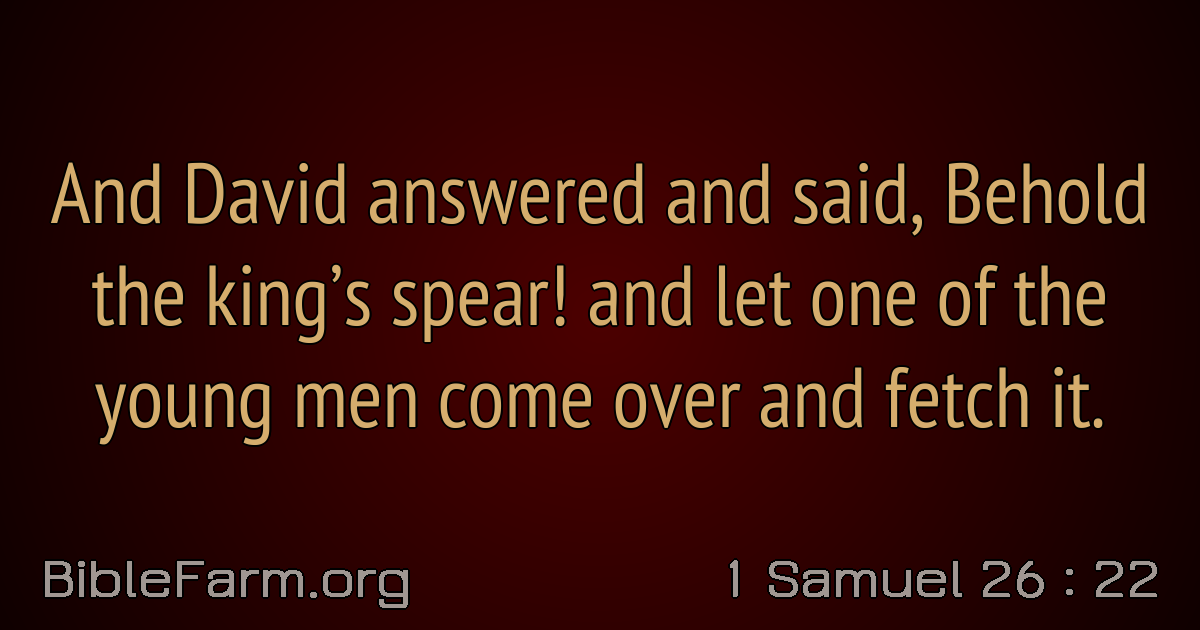 And David answered and said, Behold
the king’s spear! and let one of the
young men come over and fetch it.
BibleFarm.org
1 Samuel 26 : 22